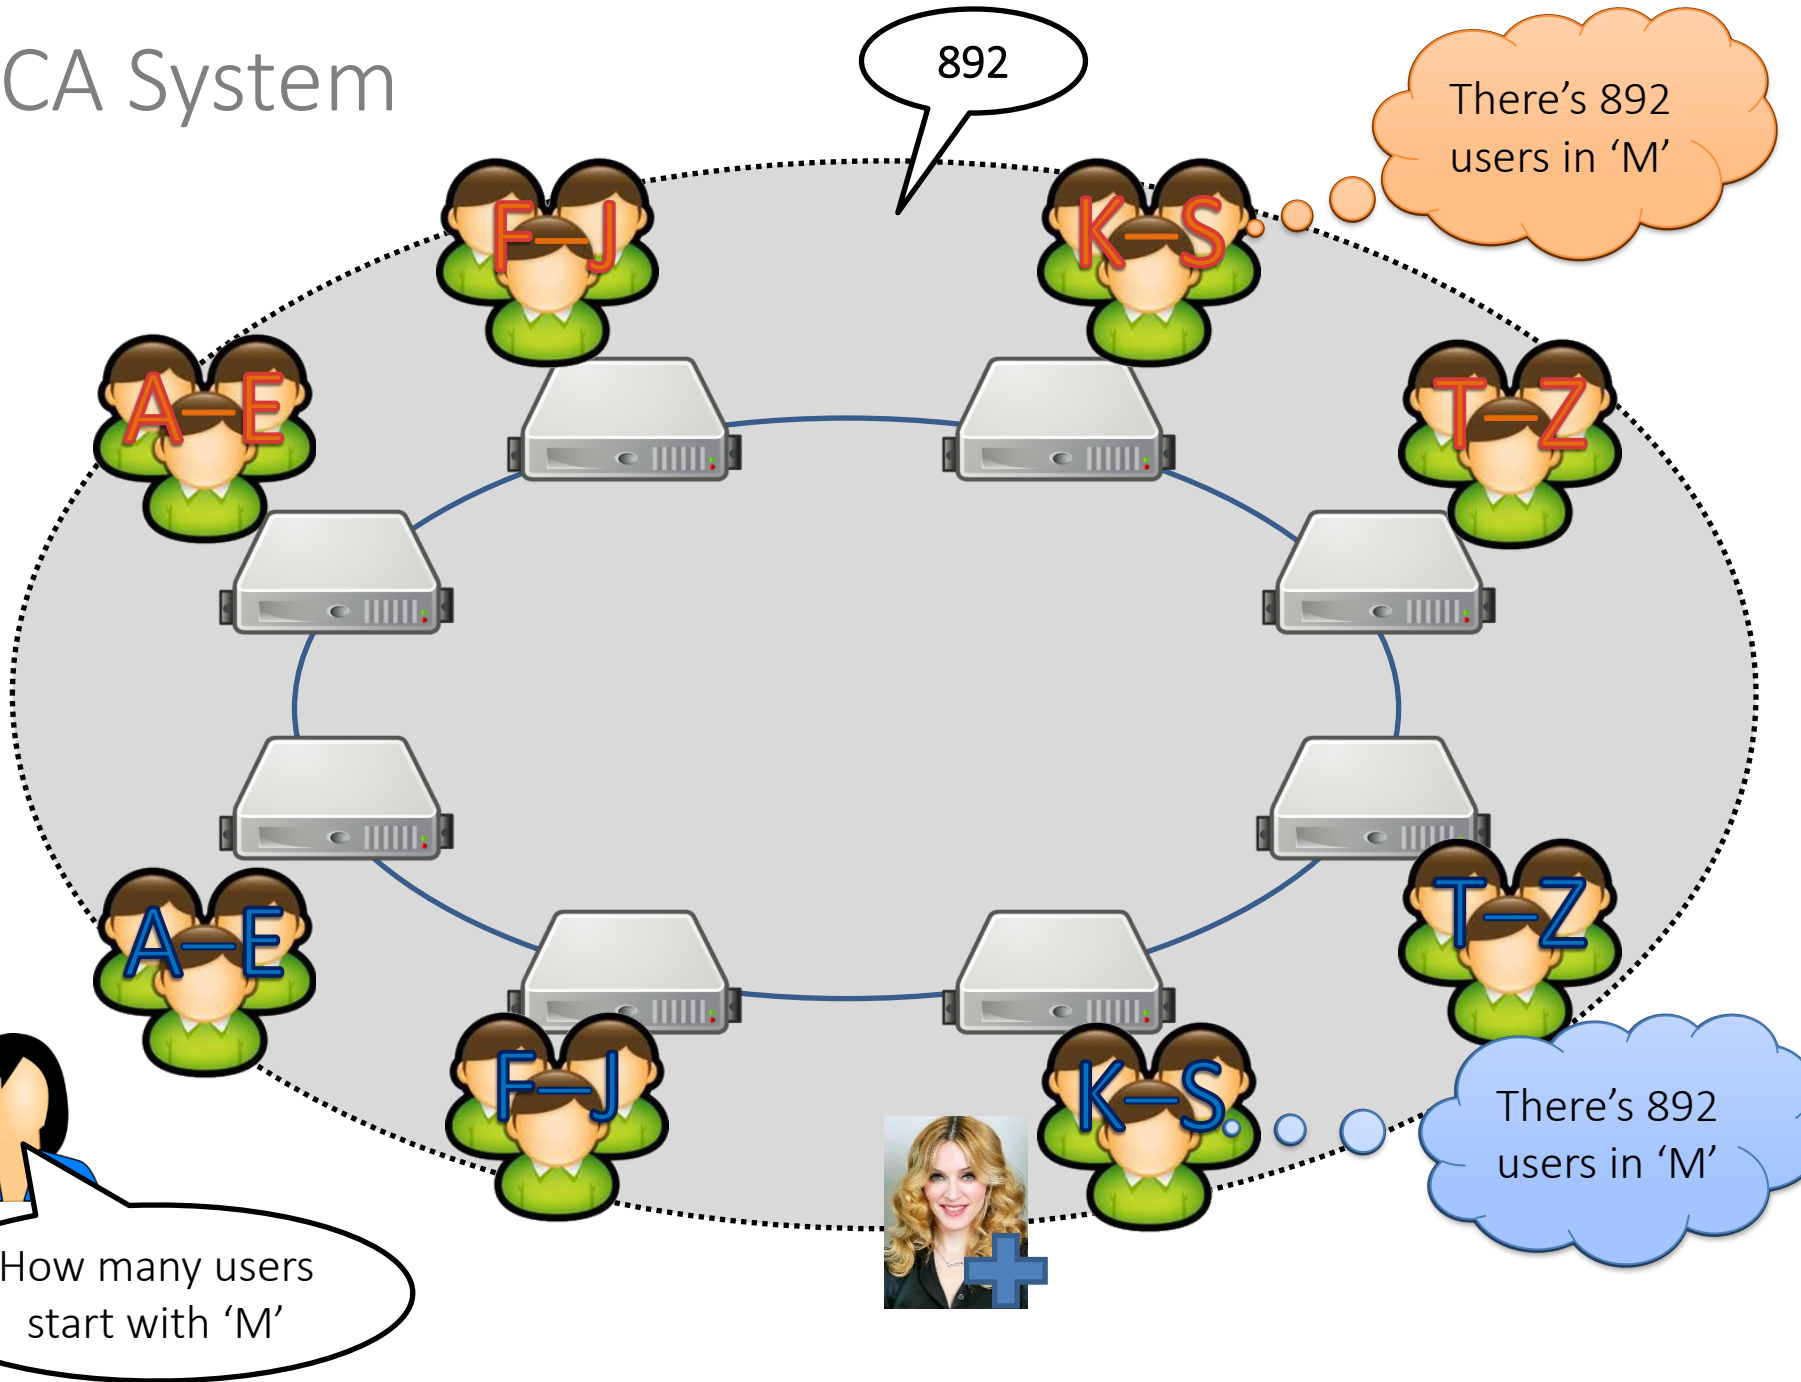 CA System
892
There’s 892
users in ‘M’
F–J
K–S
A–E
T–Z
A–E
T–Z
F–J
K–S
There’s 892
users in ‘M’
How many users
start with ‘M’